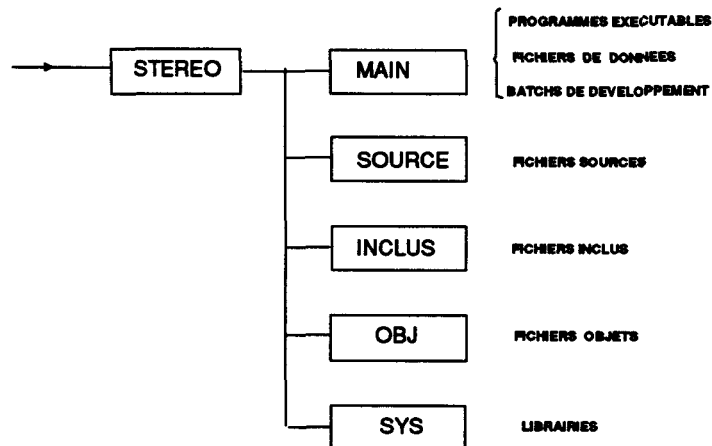 PROGRAMMES EXECUTABLES
STEREO
MAIN
FICHIERS DE DONNEES
BATCHS DE DEVELOPPEMENT
SOURCE
FICHIERS SOURCES
INCLUS
FICHIERS INCLUS
OBJ
FICHIERS OBJETS
SYS
LIBRAIRIES